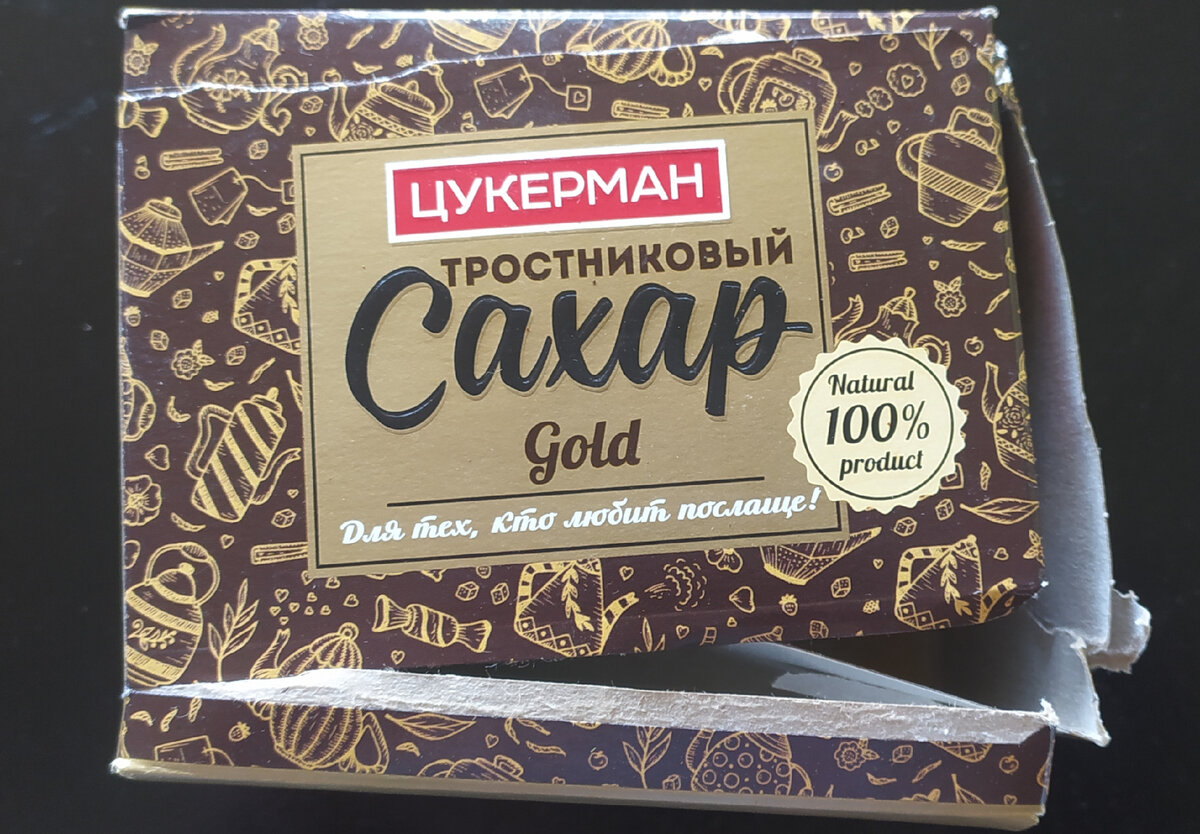 ЦУКЕРМАН
ТРОСТНИКОВЫЙ
Сахар
Gold
Для тех, кто любит послаще!
Natural
100%
product